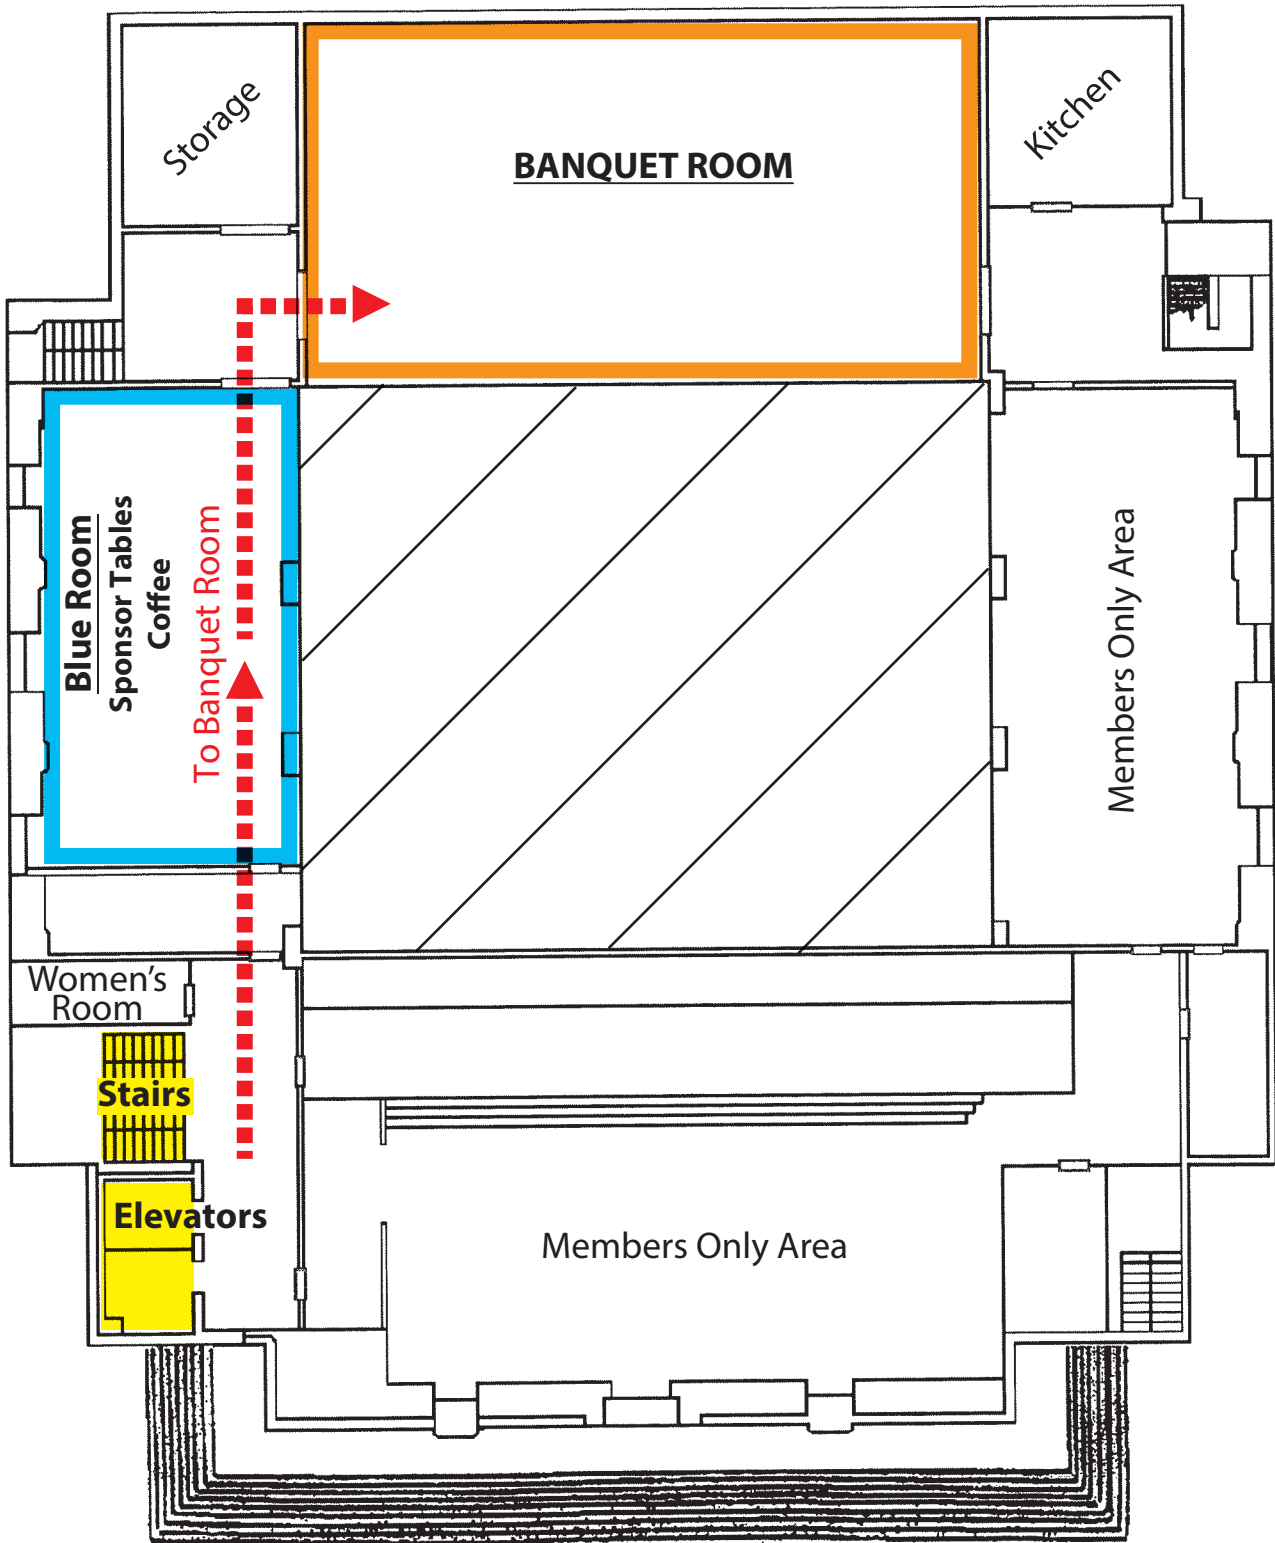 Storage
BANQUET ROOM
Kitchen
Blue Room
Sponsor Tables
Coffee
To Banquet Room
Members Only Area
Women's
Room
Stairs
Elevators
Members Only Area